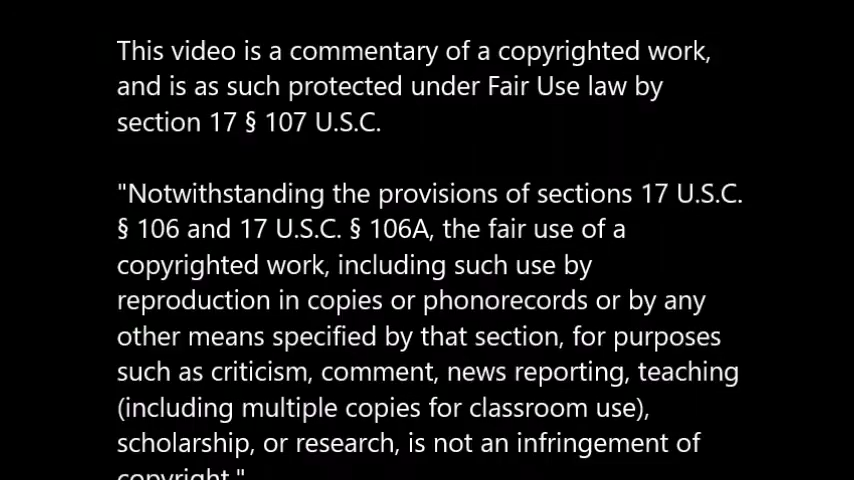 This video is a commentary of a copyrighted work,
and is as such protected under Fair Use law by
section 17 § 107 U.S.C.
"Notwithstanding the provisions of sections 17 U.S.C.
§ 106 and 17 U.S.C. § 106A, the fair use of a
copyrighted work, including such use by
reproduction in copies or phonorecords or by any
other means specified by that section, for purposes
such as criticism, comment, news reporting, teaching
(including multiple copies for classroom use),
scholarship, or research, is not an infringement of
copyright."